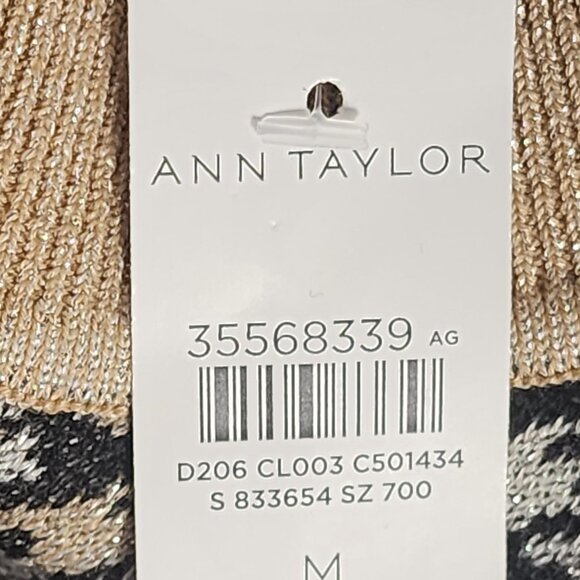 ANN TAYLOR
35568339 AG
D206 CL003 C501434
S 833654 SZ 700
M